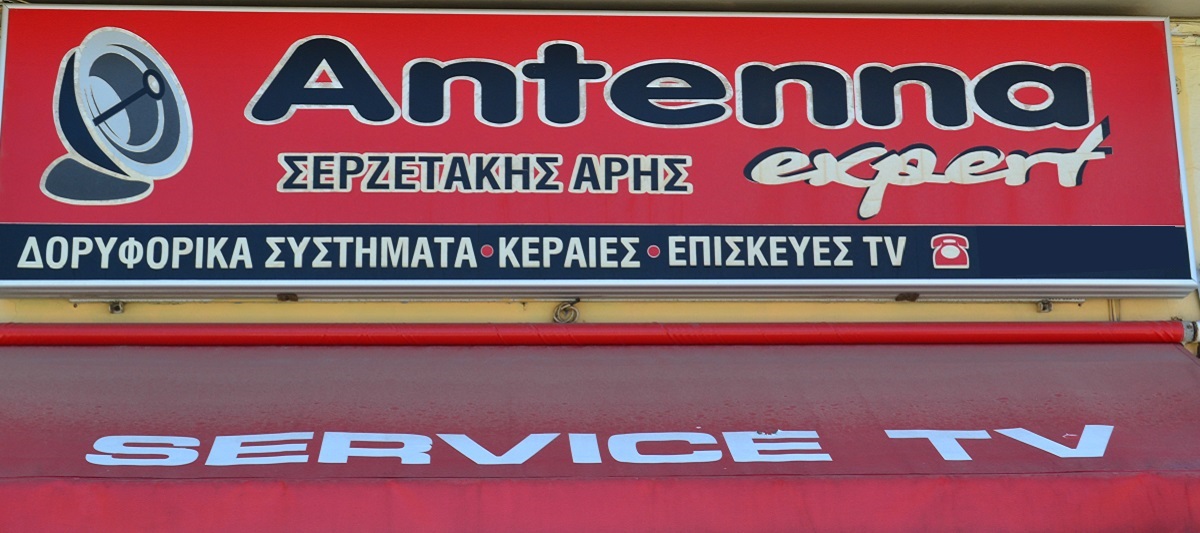 Antenna
expert
ΣΕΡΖΕΤΑΚΗΣ ΑΡΗΣ
ΔΟΡΥΦΟΡΙΚΑ ΣΥΣΤΗΜΑΤΑ • ΚΕΡΑΙΕΣ • ΕΠΙΣΚΕΥΕΣ TV
SERVICE TV